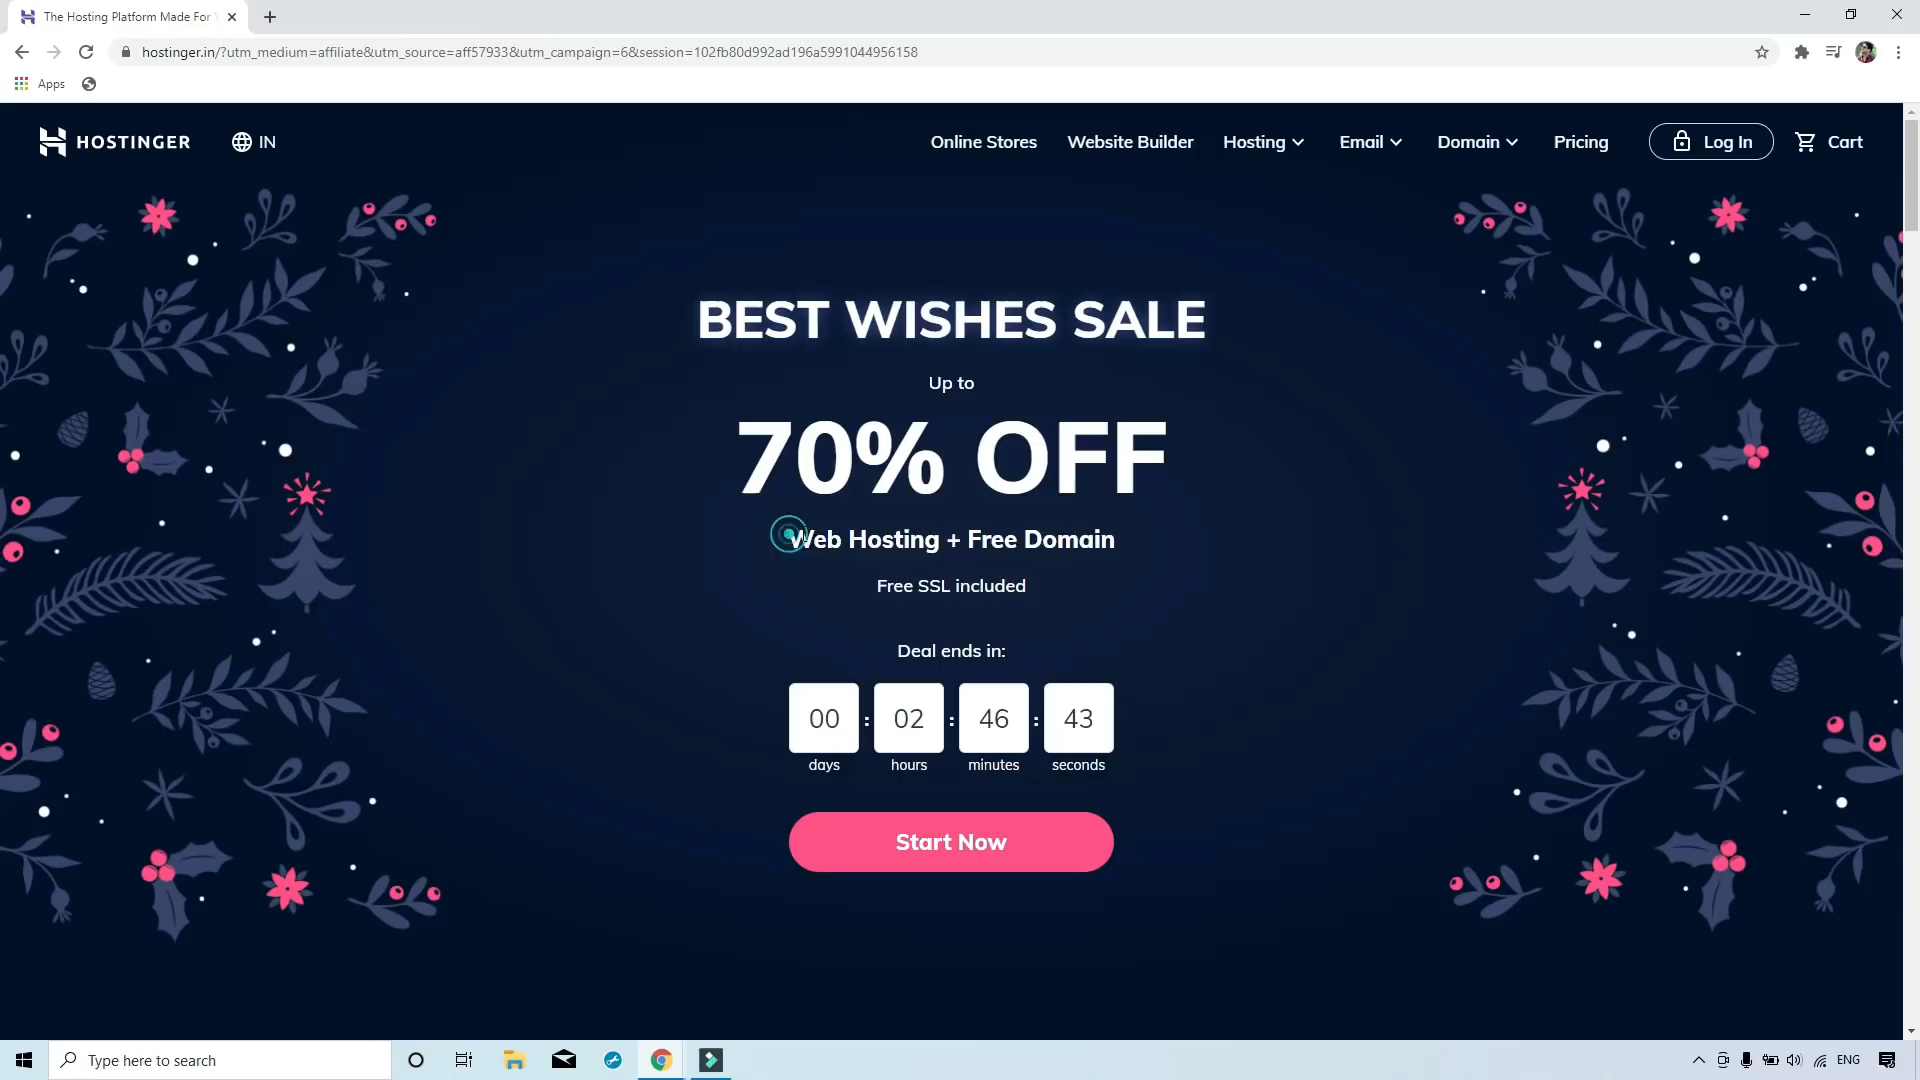 The Hosting Platform Made For
hostinger.in/?utm_medium=affiliate&utm_source=aff57933&utm_campaign=6&session=102fb80d992ad196a5991044956158
Apps
HOSTINGER IN Online Stores Website Builder Hosting Email Domain Pricing Log In Cart
BEST WISHES SALE
Up to
70% OFF
Web Hosting + Free Domain
Free SSL included
Deal ends in:
00 : 02 : 46 : 43
days hours minutes seconds
Start Now
Type here to search ENG